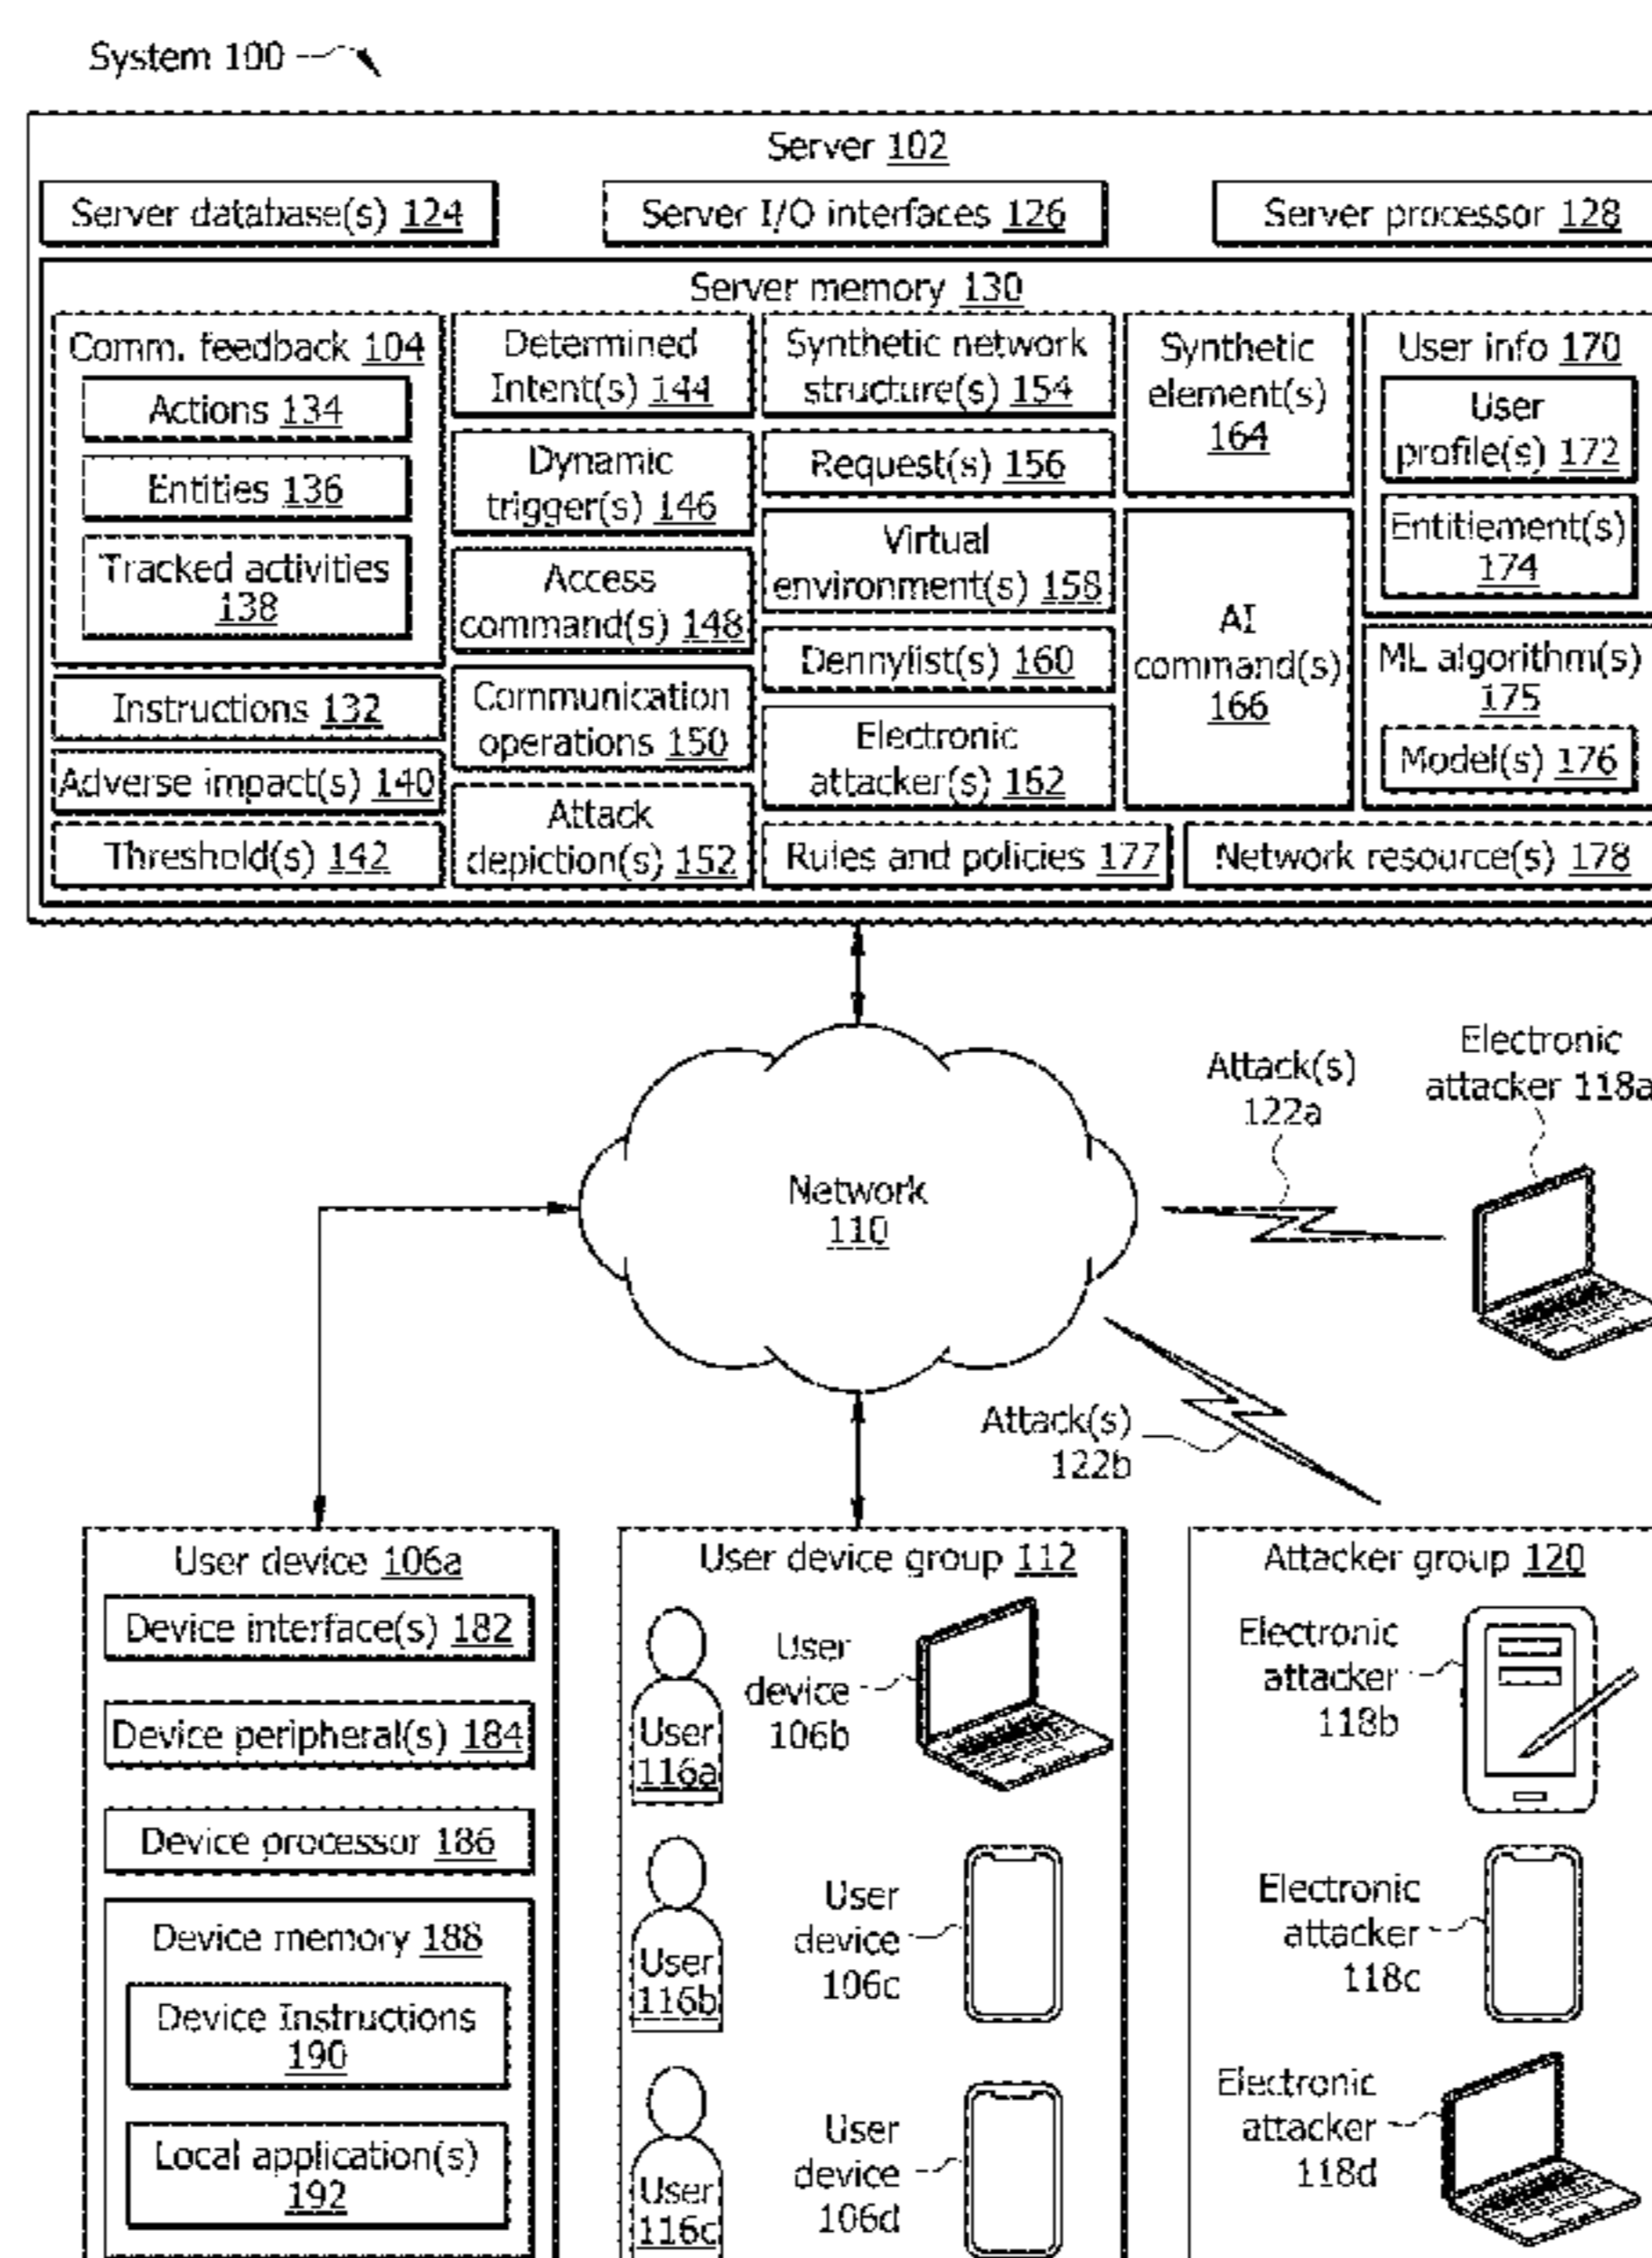 System 100
Server 102
Server database(s) 124
Server I/O interfaces 126
Server processor 128
Server memory 130
Comm. feedback 104
Actions 134
Entities 136
Tracked activities
138
Instructions 132
Adverse impact(s) 140
Threshold(s) 142
Determined
Intent(s) 144
Dynamic
trigger(s) 146
Access
command(s) 148
Communication
operations 150
Attack
depiction(s) 152
Synthetic network
structure(s) 154
Request(s) 156
Virtual
environment(s) 158
Dennylist(s) 160
Electronic
attacker(s) 162
Synthetic
element(s)
164
AI
command(s)
166
User info 170
User
profile(s) 172
Entitlement(s)
174
ML algorithm(s)
175
Model(s) 176
Rules and policies 177
Network resource(s) 178
Network
110
Attack(s)
122a
Electronic
attacker 118a
Attack(s)
122b
User device 106a
Device interface(s) 182
Device peripheral(s) 184
Device processor 186
Device memory 188
Device Instructions
190
Local application(s)
192
User device group 112
User
116a
User
device
106b
User
116b
User
device
106c
User
116c
User
device
106d
Attacker group 120
Electronic
attacker
118b
Electronic
attacker
118c
Electronic
attacker
118d